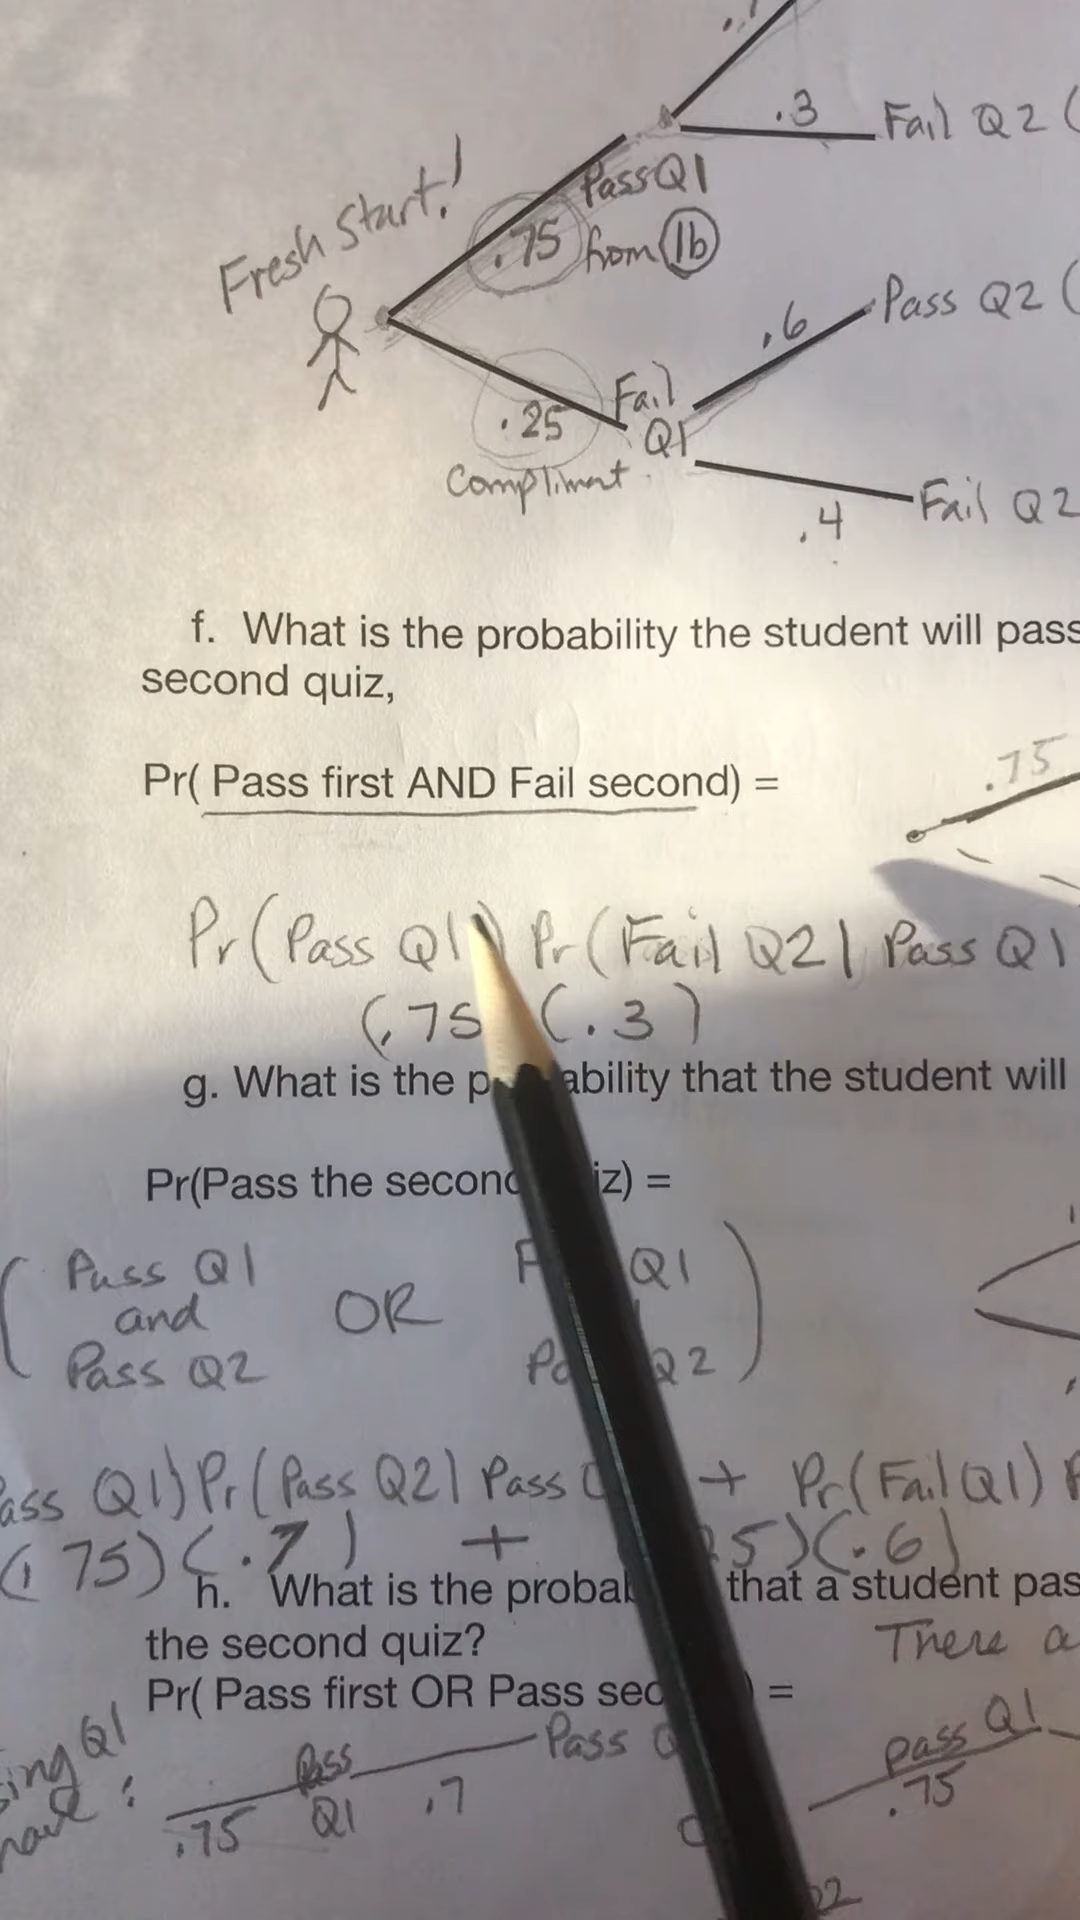 .3 Fail Q2 (
Fresh Start!
Pass Q1
.75 from 1b
.6 Pass Q2 (
.25 Fail Q1
Compliment
.4 Fail Q2
f. What is the probability the student will pass
second quiz,
.75
Pr( Pass first AND Fail second) =
Pr(Pass Q1) Pr(Fail Q2 | Pass Q1
(.75 (.3)
g. What is the ability that the student will
Pr(Pass the second iz) =
( Pass Q1 Q1 )
and OR
Pass Q2 Q2
ass Q1) Pr(Pass Q2 | Pass + Pr(Fail Q1)
(.75)(.7) + 5)(.6)
h. What is the that a student pas
the second quiz? There a
Pr( Pass first OR Pass sec ) =
ing Q1
.75 Pass Q1 .7 Pass Q
pass Q1
.75